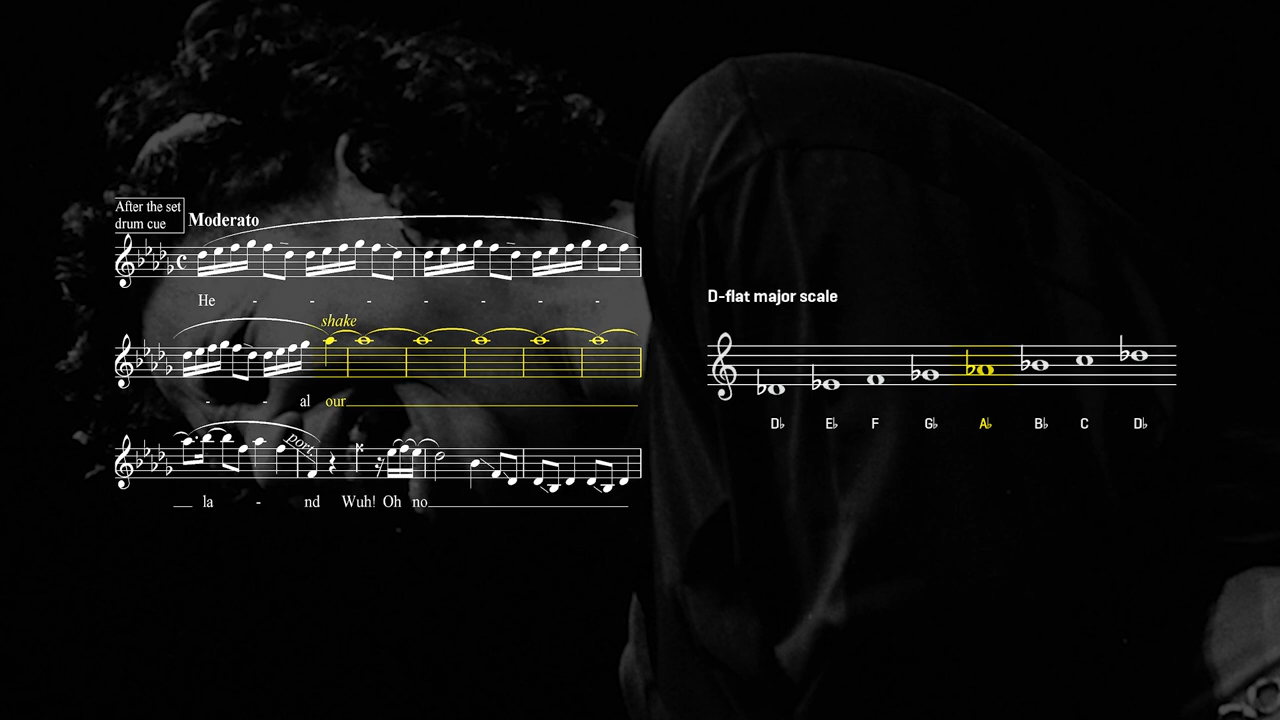 After the set
drum cue
Moderato
He - - - - - - -
shake
- - al our
port.
la - nd Wuh! Oh no
D-flat major scale
D♭ E♭ F G♭ A♭ B♭ C D♭